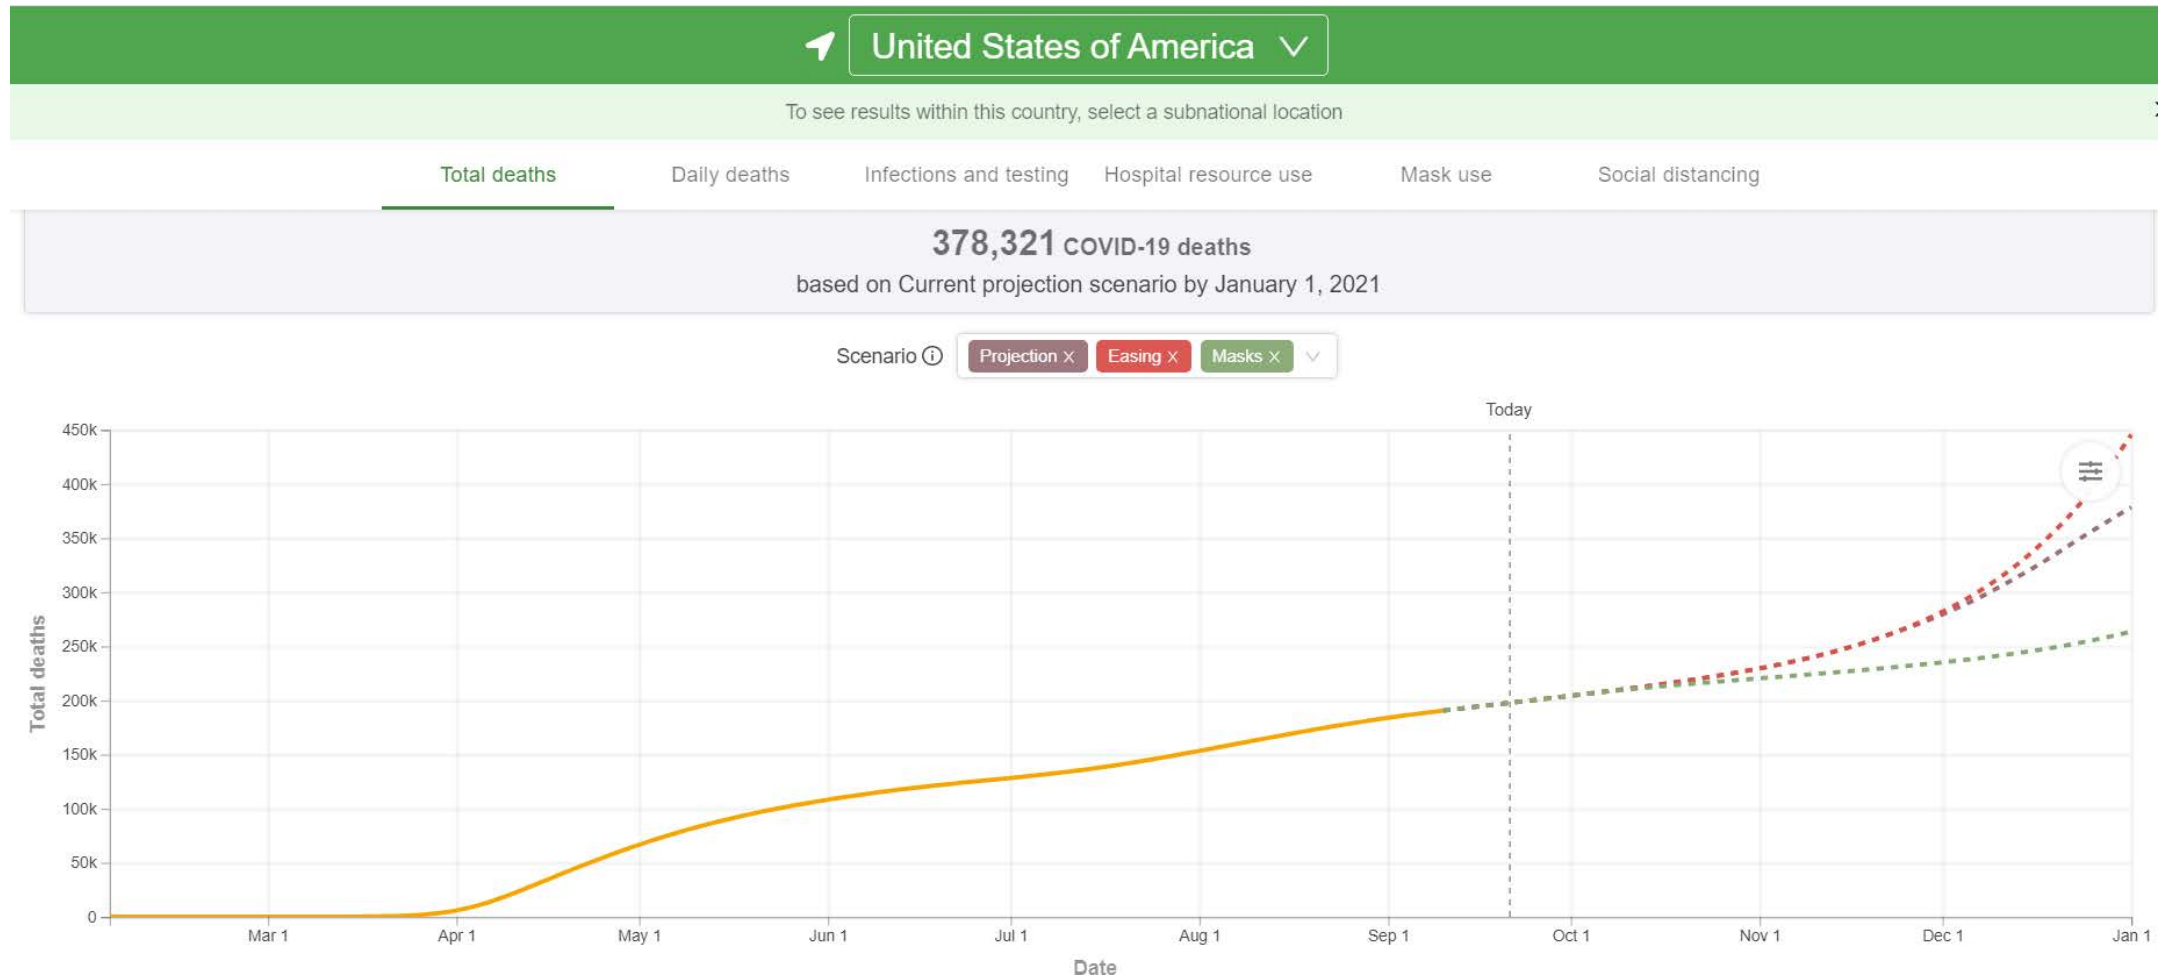 United States of America
To see results within this country, select a subnational location
Total deaths Daily deaths Infections and testing Hospital resource use Mask use Social distancing
378,321 COVID-19 deaths
based on Current projection scenario by January 1, 2021
Scenario Projection X Easing X Masks X
Today
450k
400k
350k
300k
250k
200k
150k
100k
50k
0
Total deaths
Mar 1 Apr 1 May 1 Jun 1 Jul 1 Aug 1 Sep 1 Oct 1 Nov 1 Dec 1 Jan 1
Date